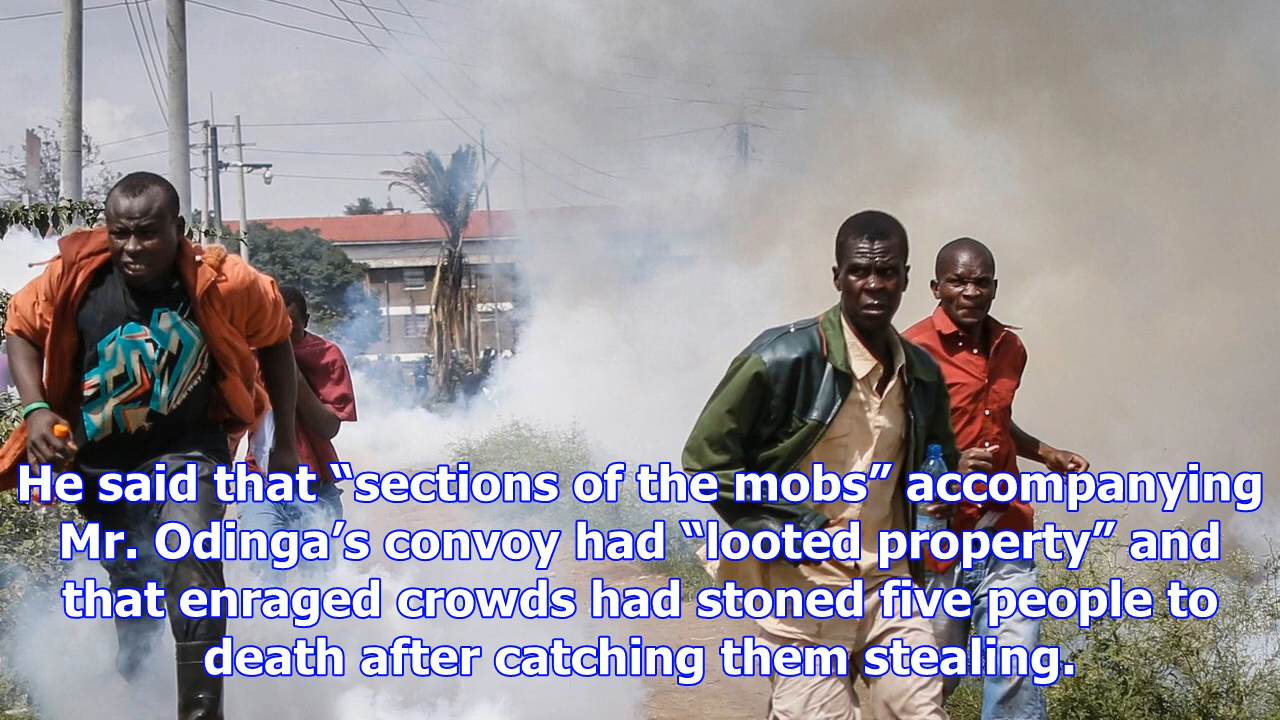 He said that “sections of the mobs” accompanying
Mr. Odinga’s convoy had “looted property” and
that enraged crowds had stoned five people to
death after catching them stealing.